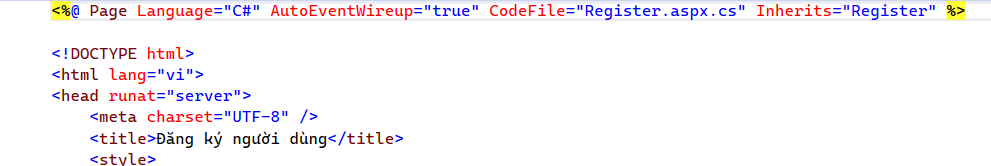 <%@ Page Language="C#" AutoEventWireup="true" CodeFile="Register.aspx.cs" Inherits="Register" %>
<!DOCTYPE html>
<html lang="vi">
<head runat="server">
<meta charset="UTF-8" />
<title>Đăng ký người dùng</title>
<style>